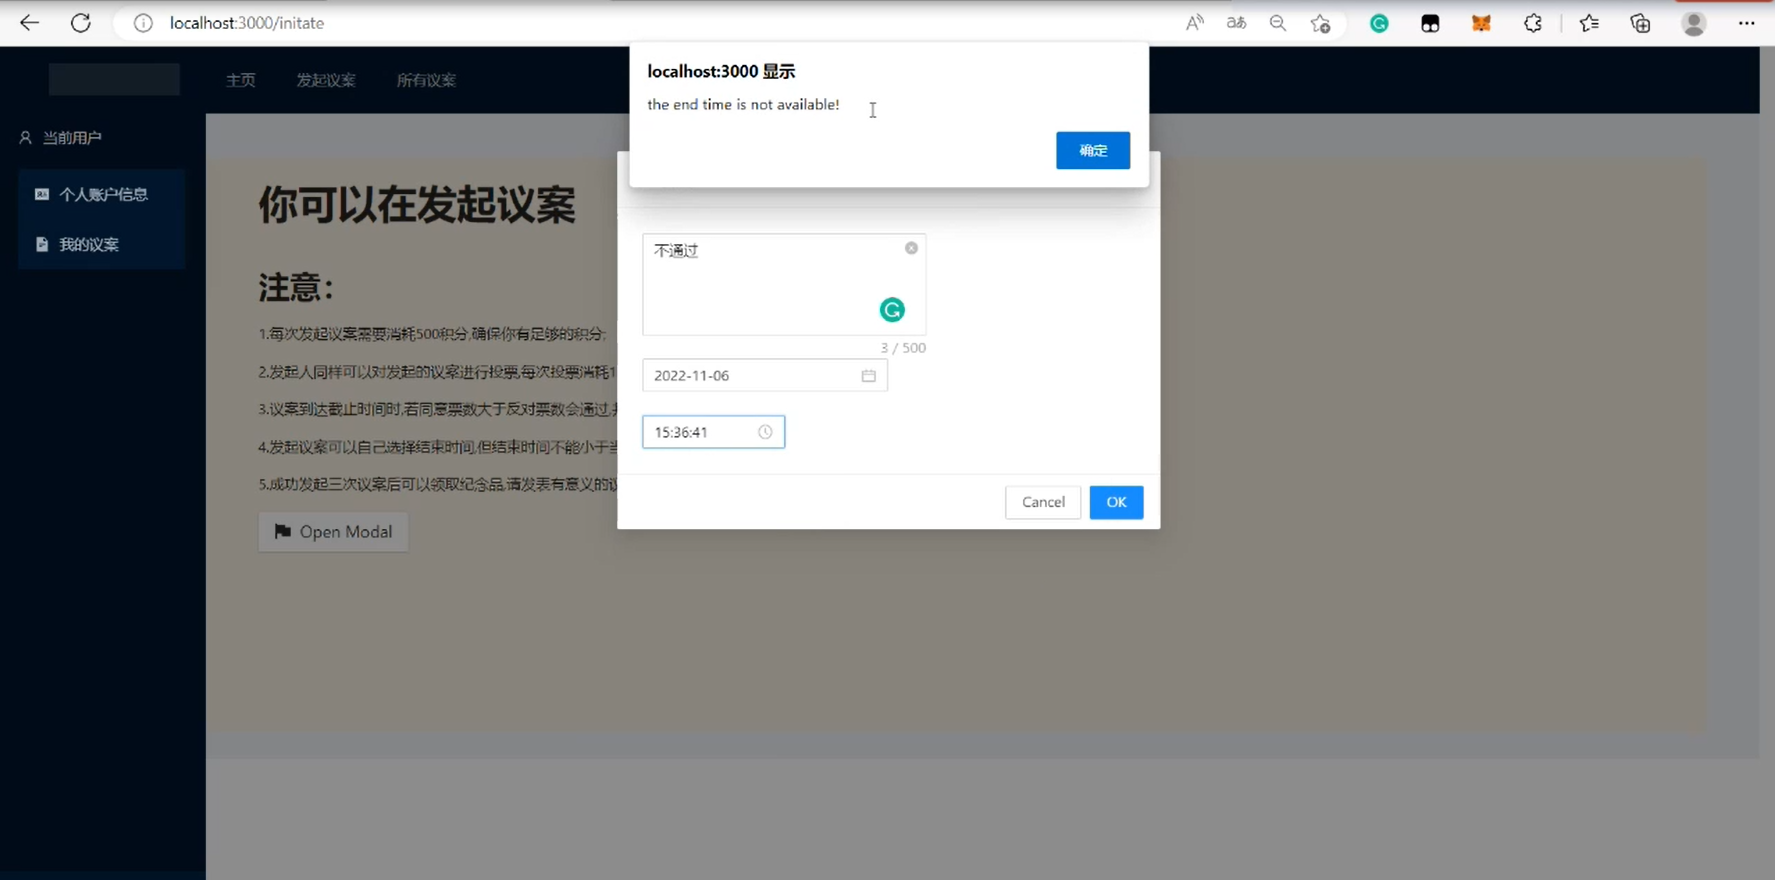 localhost:3000/initate
主页 发起议案 所有议案
localhost:3000 显示
the end time is not available!
确定
当前用户
个人账户信息
我的议案
你可以在发起议案
注意：
1.每次发起议案需要消耗500积分,确保你有足够的积分;
2.发起人同样可以对发起的议案进行投票,每次投票消耗1
3.议案到达截止时间时,若同意票数大于反对票数会通过,
4.发起议案可以自己选择结束时间,但结束时间不能小于
5.成功发起三次议案后可以领取纪念品,请发表有意义的
Open Modal
不通过
3 / 500
2022-11-06
15:36:41
Cancel OK